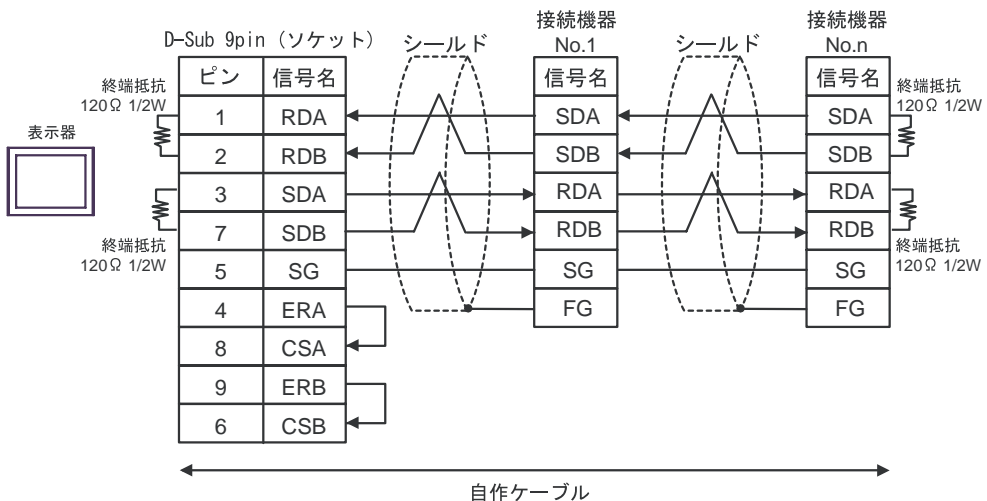 接続機器
接続機器
D-Sub 9pin (ソケット)
シールド
No.1
シールド
No.n
ピン 信号名
信号名
信号名
終端抵抗
120Ω 1/2W
終端抵抗
120Ω 1/2W
表示器
1 RDA
SDA
SDA
2 RDB
SDB
SDB
3 SDA
RDA
RDA
7 SDB
RDB
RDB
終端抵抗
120Ω 1/2W
終端抵抗
120Ω 1/2W
5 SG
SG
SG
4 ERA
FG
FG
8 CSA
9 ERB
6 CSB
自作ケーブル